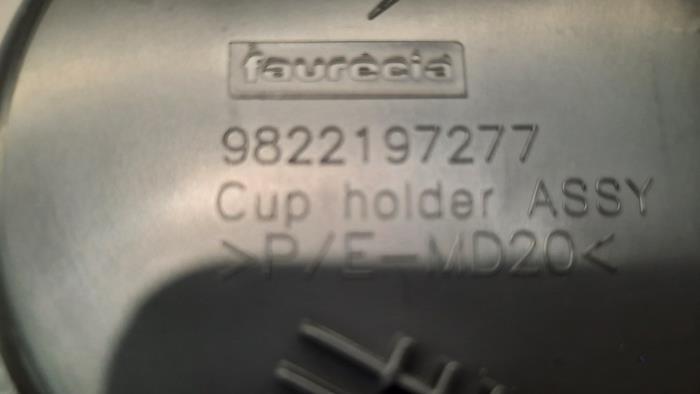 faurecia
9822197277
Cup holder ASSY
>P/E-MD20<